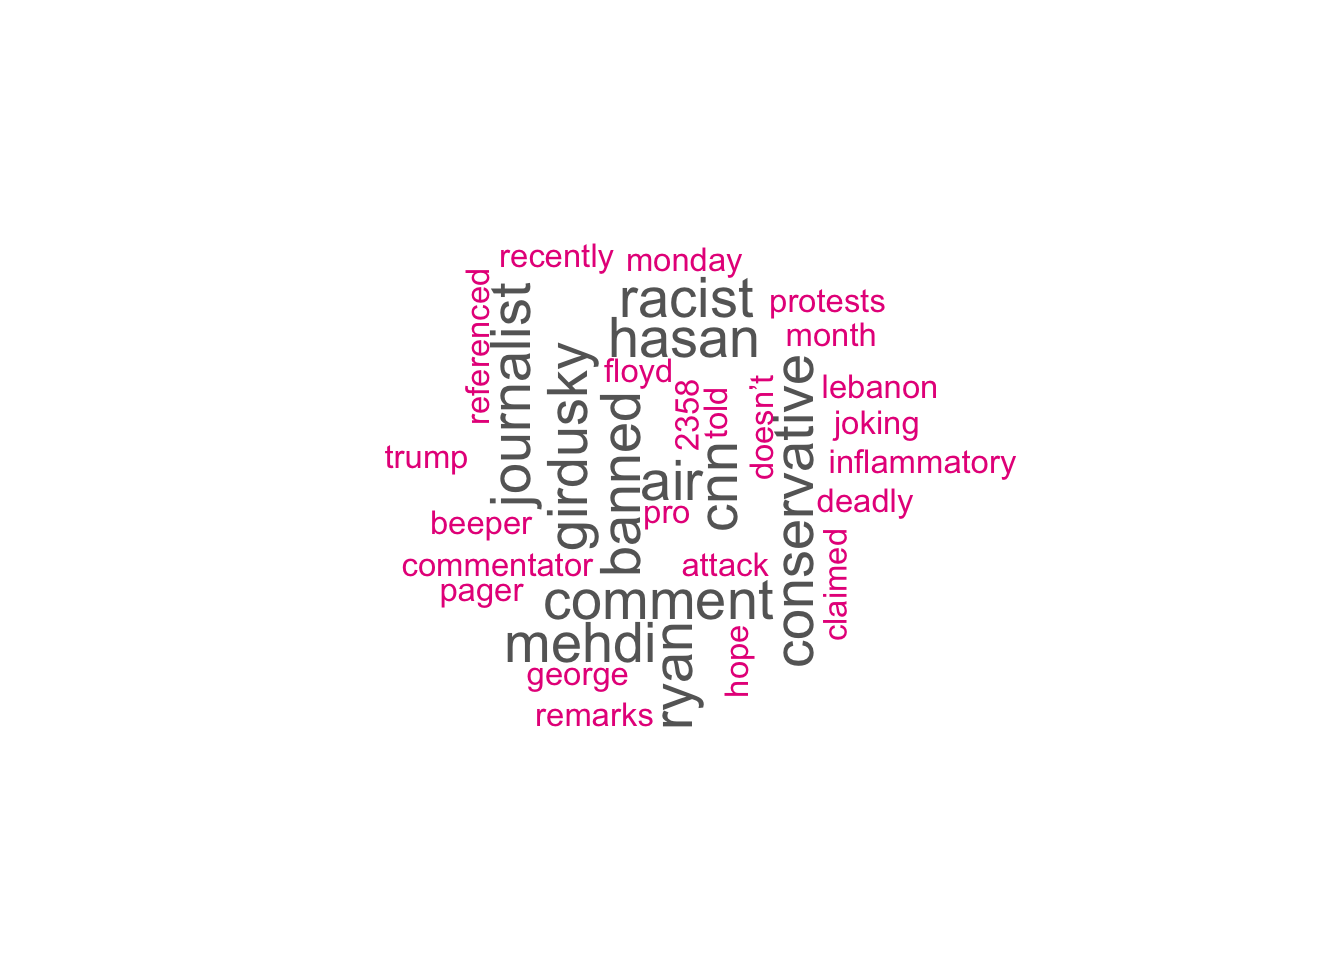 recently
monday
referenced
journalist
racist
protests
hasan
month
girdusky
floyd
conservative
banned
2358
told
doesn’t
lebanon
joking
trump
air
cnn
inflammatory
pro
deadly
beeper
claimed
commentator
attack
pager
comment
mehdi
ryan
hope
george
remarks